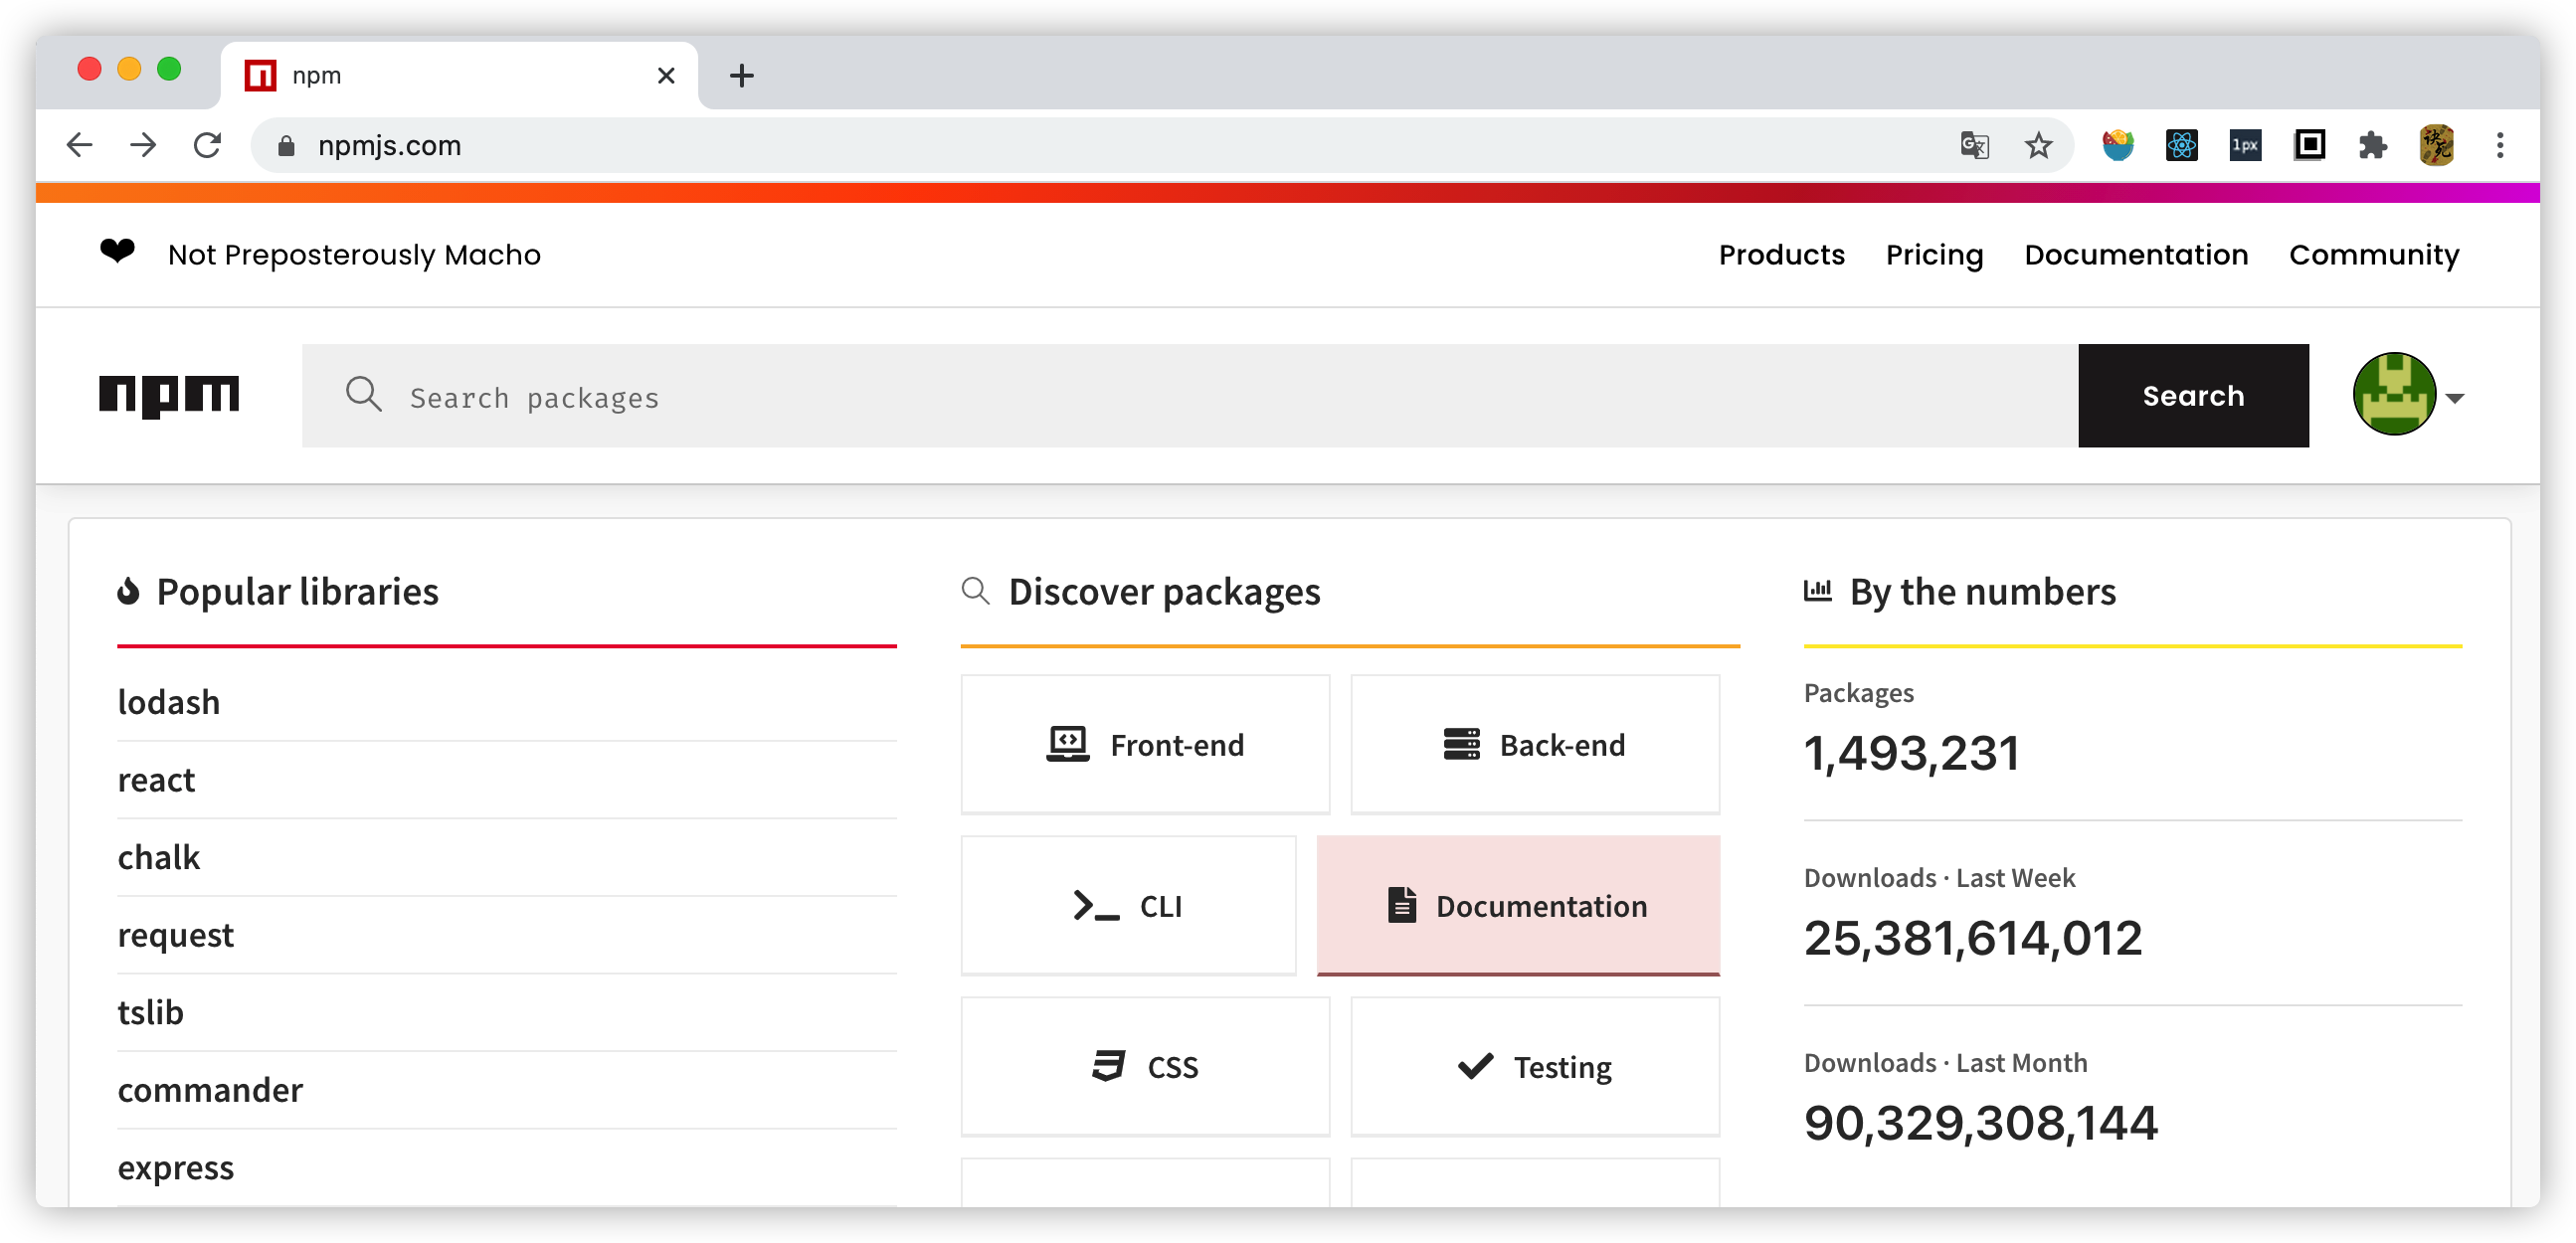 npm
npmjs.com
1px
Not Preposterously Macho
Products Pricing Documentation Community
npm
Search packages
Search
Popular libraries
lodash
react
chalk
request
tslib
commander
express
Discover packages
Front-end
Back-end
CLI
Documentation
CSS
Testing
By the numbers
Packages
1,493,231
Downloads · Last Week
25,381,614,012
Downloads · Last Month
90,329,308,144